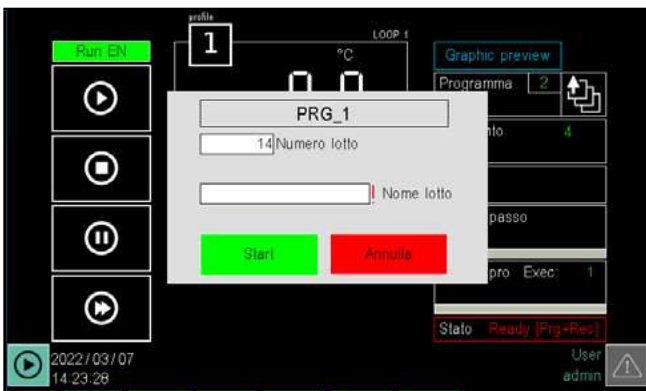 profile
1
LOOP 1
Run EN
°C
Graphic preview
Programma 2
PRG_1
14 Numero lotto
nto 4
Nome lotto
passo
Start Annulla
pro Exec: 1
Stato Ready (Prg+Rec)
2022/03/07
14:23:28
User
admin